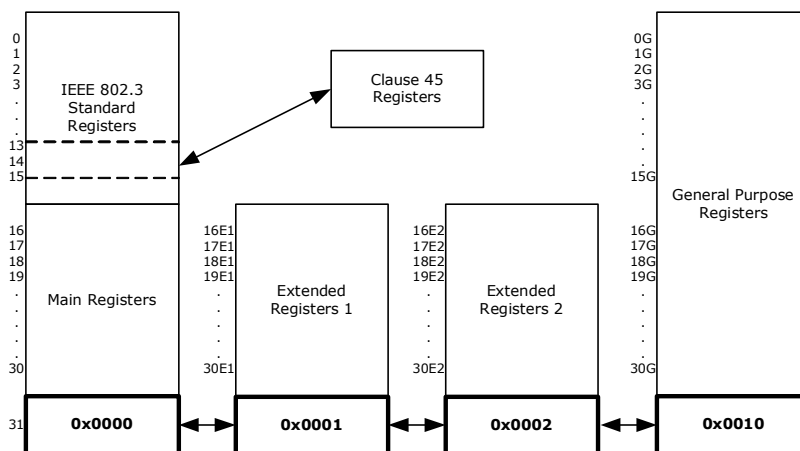 0
1
2
3
.
.
.
13
14
15
IEEE 802.3
Standard
Registers
Clause 45
Registers
16
17
18
19
.
.
.
.
.
30
Main Registers
16E1
17E1
18E1
19E1
.
.
.
.
.
30E1
Extended
Registers 1
16E2
17E2
18E2
19E2
.
.
.
.
.
30E2
Extended
Registers 2
0G
1G
2G
3G
.
.
.
.
.
15G
16G
17G
18G
19G
.
.
.
.
.
30G
General Purpose
Registers
31
0x0000
0x0001
0x0002
0x0010